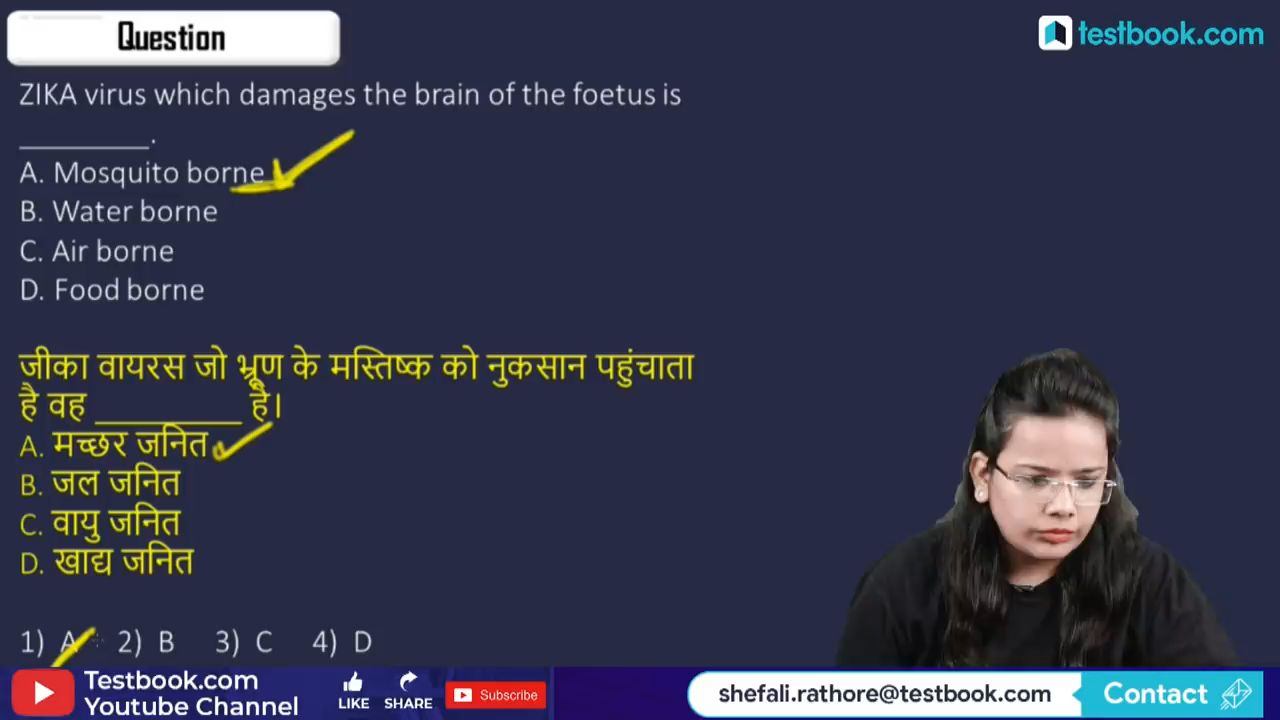 Question
testbook.com
ZIKA virus which damages the brain of the foetus is
_________.
A. Mosquito borne
B. Water borne
C. Air borne
D. Food borne
जीका वायरस जो भ्रूण के मस्तिष्क को नुकसान पहुंचाता
है वह __________ है।
A. मच्छर जनित
B. जल जनित
C. वायु जनित
D. खाद्य जनित
1) A 2) B 3) C 4) D
Testbook.com
YouTube Channel
LIKE SHARE Subscribe
shefali.rathore@testbook.com Contact